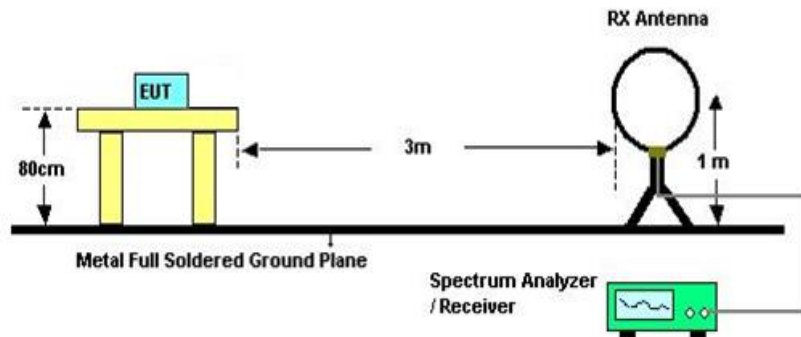 RX Antenna
EUT
80cm
3m
1 m
Metal Full Soldered Ground Plane
Spectrum Analyzer
/ Receiver